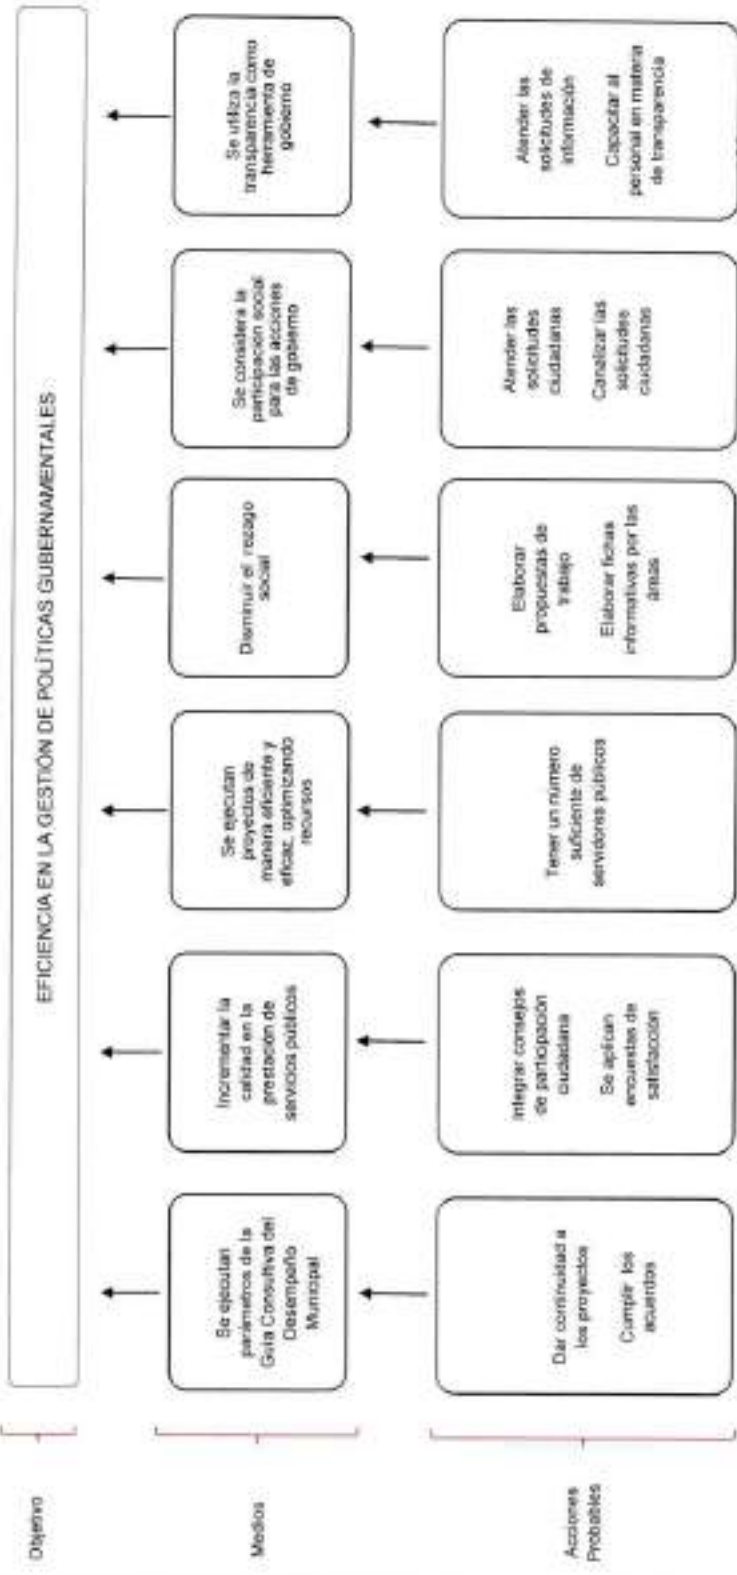 Objetivo
EFICIENCIA EN LA GESTIÓN DE POLÍTICAS GUBERNAMENTALES
Medios
Se ejecutan
parámetros de la
Guía Consultiva del
Desempeño
Municipal
Incrementar la
calidad en la
prestación de
servicios públicos
Se ejecutan
proyectos de
manera eficiente y
eficaz, optimizando
recursos
Disminuir el rezago
social
Se considera la
participación social
para las acciones
de gobierno
Se utiliza la
transparencia como
herramienta de
gobierno
Acciones
Probables
Dar continuidad a
los proyectos
Cumplir los
acuerdos
Integrar consejos
de participación
ciudadana
Se aplican
encuestas de
satisfacción
Tener un número
suficiente de
servidores públicos
Elaborar
propuestas de
trabajo
Elaborar fichas
informativas por las
áreas
Atender las
solicitudes
ciudadanas
Canalizar las
solicitudes
ciudadanas
Atender las
solicitudes de
información
Capacitar al
personal en materia
de transparencia